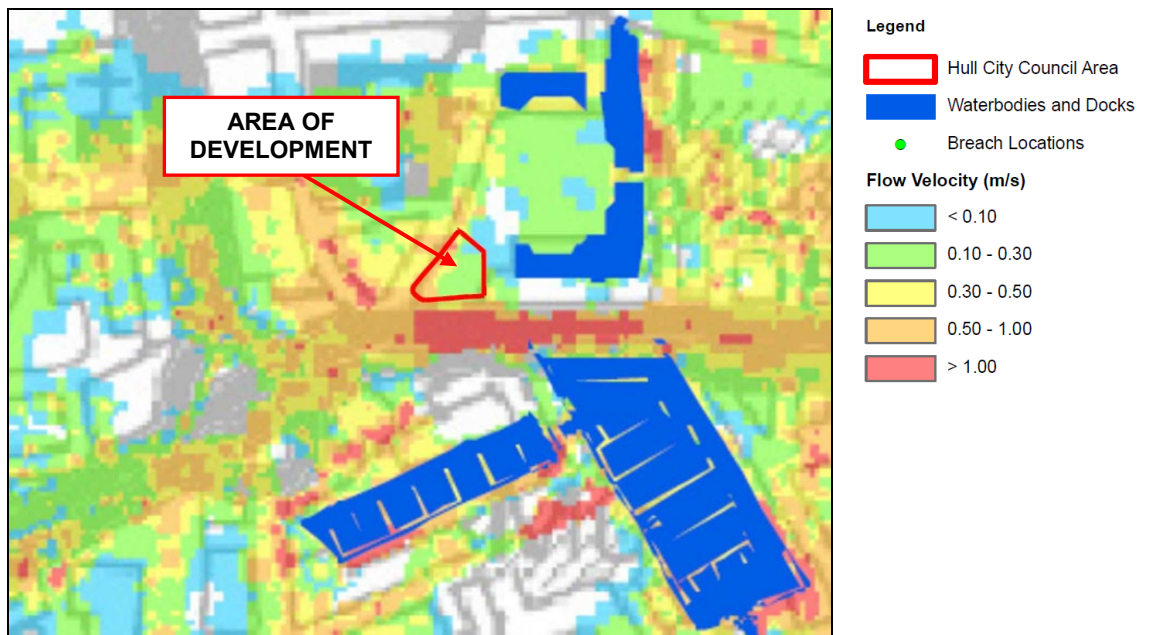 AREA OF
DEVELOPMENT
Legend
Hull City Council Area
Waterbodies and Docks
Breach Locations
Flow Velocity (m/s)
< 0.10
0.10 - 0.30
0.30 - 0.50
0.50 - 1.00
> 1.00